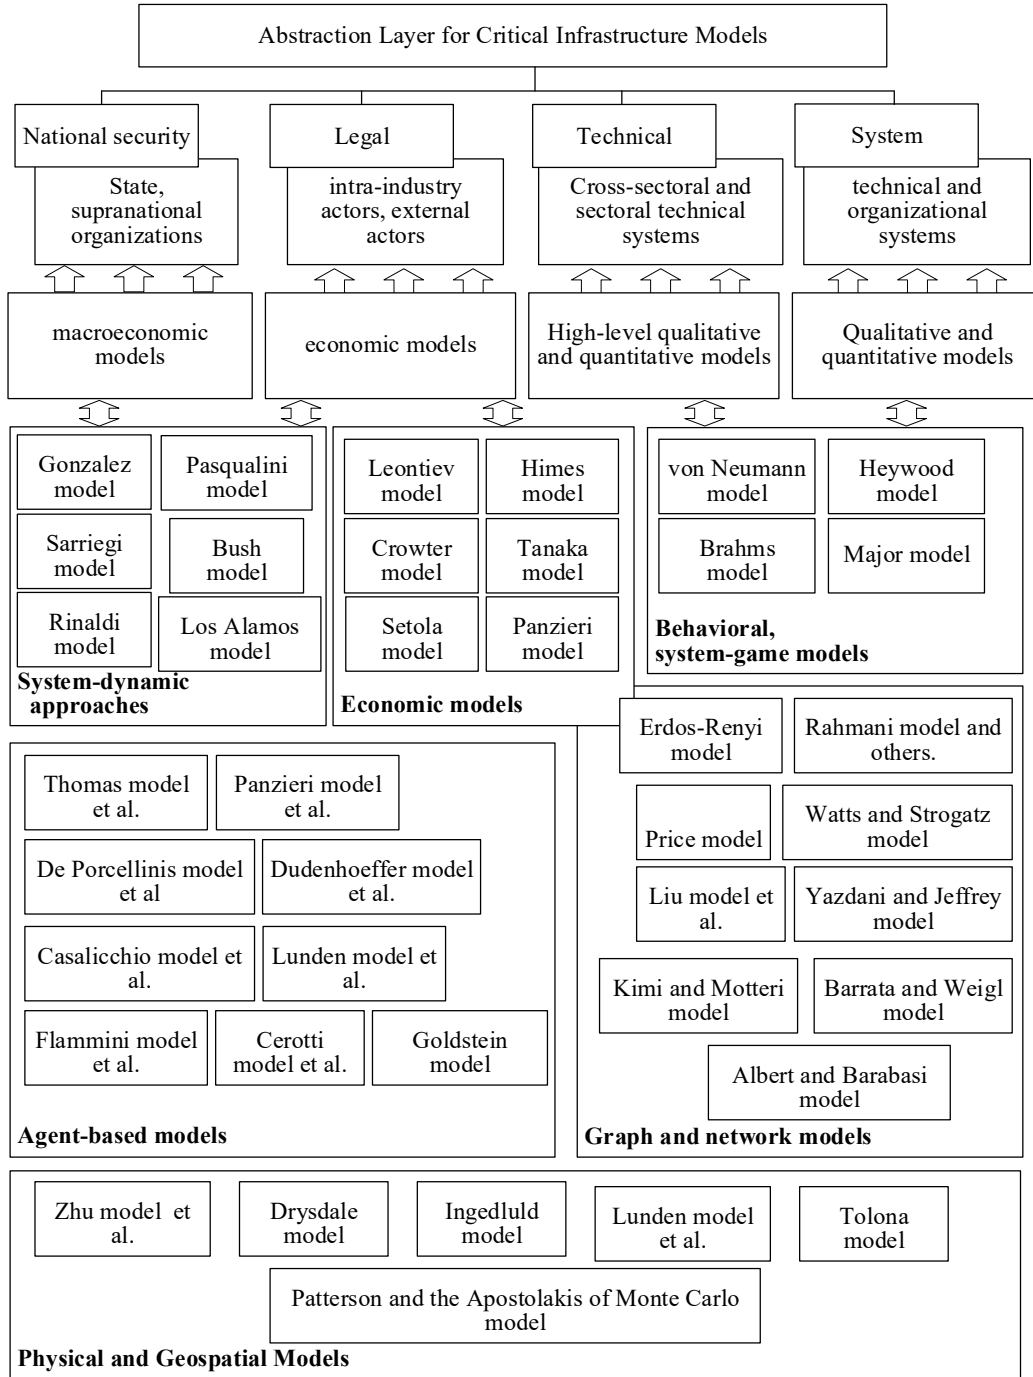 Abstraction Layer for Critical Infrastructure Models
National security
Legal
Technical
System
State,
supranational
organizations
intra-industry
actors, external
actors
Cross-sectoral and
sectoral technical
systems
technical and
organizational
systems
macroeconomic
models
economic models
High-level qualitative
and quantitative models
Qualitative and
quantitative models
Gonzalez
model
Pasqualini
model
Sarriegi
model
Bush
model
Rinaldi
model
Los Alamos
model
System-dynamic
approaches
Leontiev
model
Himes
model
Crowter
model
Tanaka
model
Setola
model
Panzieri
model
Economic models
von Neumann
model
Heywood
model
Brahms
model
Major model
Behavioral,
system-game models
Thomas model
et al.
Panzieri model
et al.
De Porcellinis model
et al
Dudenhoeffer model
et al.
Casalicchio model et
al.
Lunden model et
al.
Flammini model
et al.
Cerotti
model et al.
Goldstein
model
Agent-based models
Erdos-Renyi
model
Rahmani model and
others.
Price model
Watts and Strogatz
model
Liu model et
al.
Yazdani and Jeffrey
model
Kimi and Motteri
model
Barrata and Weigl
model
Albert and Barabasi
model
Graph and network models
Zhu model et
al.
Drysdale
model
Ingedluld
model
Lunden model
et al.
Tolona
model
Patterson and the Apostolakis of Monte Carlo
model
Physical and Geospatial Models